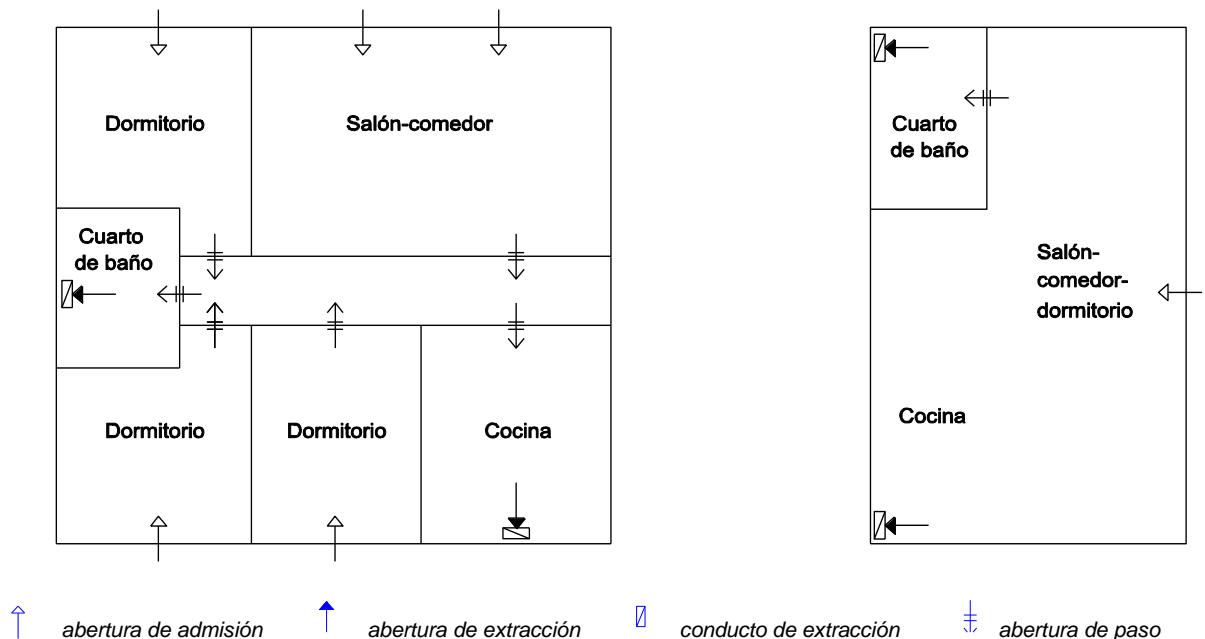 Dormitorio
Salón-comedor
Cuarto
de baño
Dormitorio
Dormitorio
Cocina
Cuarto
de baño
Salón-
comedor-
dormitorio
Cocina
abertura de admisión
abertura de extracción
conducto de extracción
abertura de paso